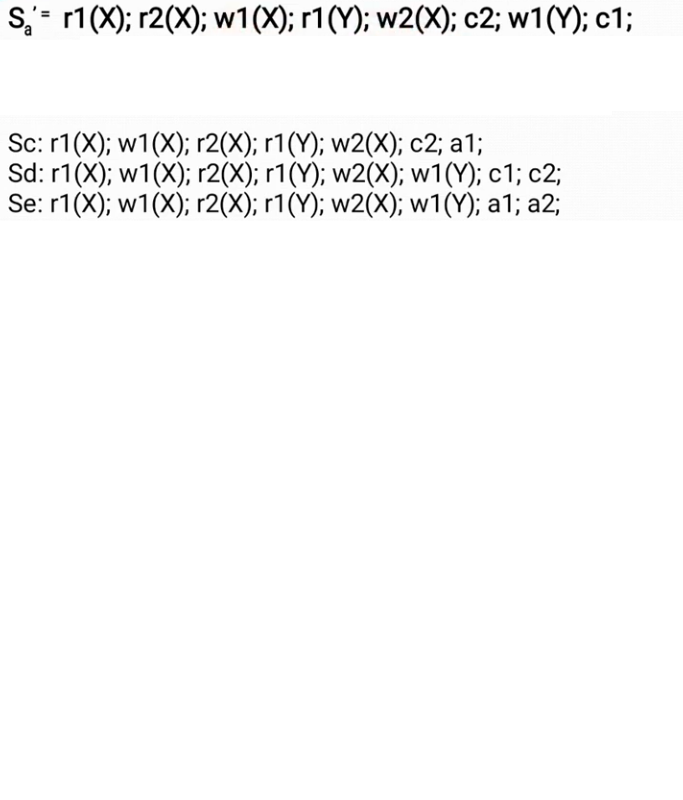 Sa′= r1(X); r2(X); w1(X); r1(Y); w2(X); c2; w1(Y); c1;
Sc: r1(X); w1(X); r2(X); r1(Y); w2(X); c2; a1;
Sd: r1(X); w1(X); r2(X); r1(Y); w2(X); w1(Y); c1; c2;
Se: r1(X); w1(X); r2(X); r1(Y); w2(X); w1(Y); a1; a2;